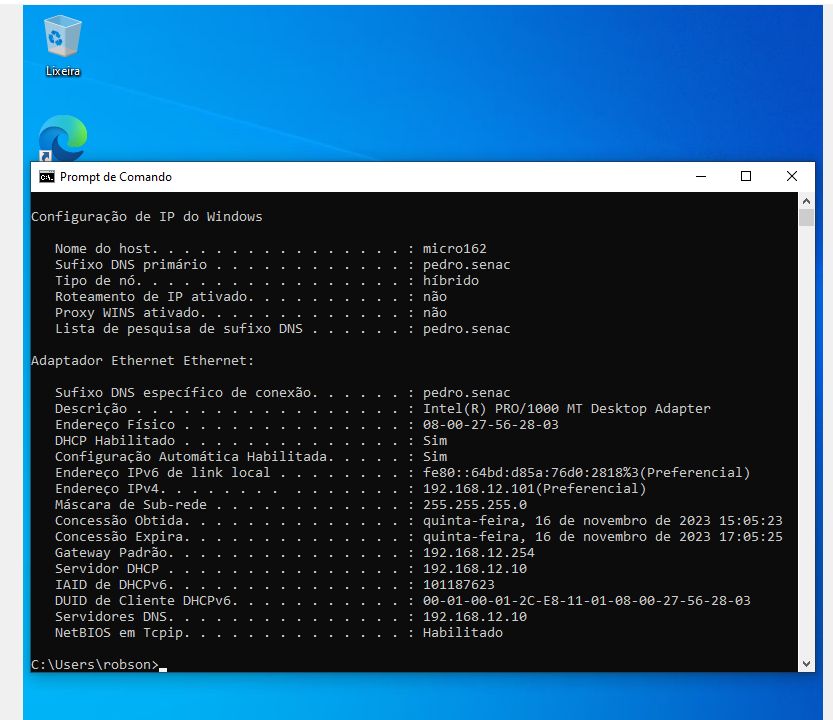 Lixeira
Prompt de Comando
Configuração de IP do Windows
Nome do host. . . . . . . . . . . . . . . . : micro162
Sufixo DNS primário . . . . . . . . . . . . : pedro.senac
Tipo de nó. . . . . . . . . . . . . . . . . : híbrido
Roteamento de IP ativado. . . . . . . . . . : não
Proxy WINS ativado. . . . . . . . . . . . . : não
Lista de pesquisa de sufixo DNS . . . . . . : pedro.senac
Adaptador Ethernet Ethernet:
Sufixo DNS específico de conexão. . . . . . : pedro.senac
Descrição . . . . . . . . . . . . . . . . . : Intel(R) PRO/1000 MT Desktop Adapter
Endereço Físico . . . . . . . . . . . . . . : 08-00-27-56-28-03
DHCP Habilitado . . . . . . . . . . . . . . : Sim
Configuração Automática Habilitada. . . . . : Sim
Endereço IPv6 de link local . . . . . . . . : fe80::64bd:d85a:76d0:2818%3(Preferencial)
Endereço IPv4. . . . . . . . . . . . . . . : 192.168.12.101(Preferencial)
Máscara de Sub-rede . . . . . . . . . . . . : 255.255.255.0
Concessão Obtida. . . . . . . . . . . . . . : quinta-feira, 16 de novembro de 2023 15:05:23
Concessão Expira. . . . . . . . . . . . . . : quinta-feira, 16 de novembro de 2023 17:05:25
Gateway Padrão. . . . . . . . . . . . . . . : 192.168.12.254
Servidor DHCP . . . . . . . . . . . . . . . : 192.168.12.10
IAID de DHCPv6. . . . . . . . . . . . . . . : 101187623
DUID de Cliente DHCPv6. . . . . . . . . . . : 00-01-00-01-2C-E8-11-01-08-00-27-56-28-03
Servidores DNS. . . . . . . . . . . . . . . : 192.168.12.10
NetBIOS em Tcpip. . . . . . . . . . . . . . : Habilitado
C:\Users\robson>